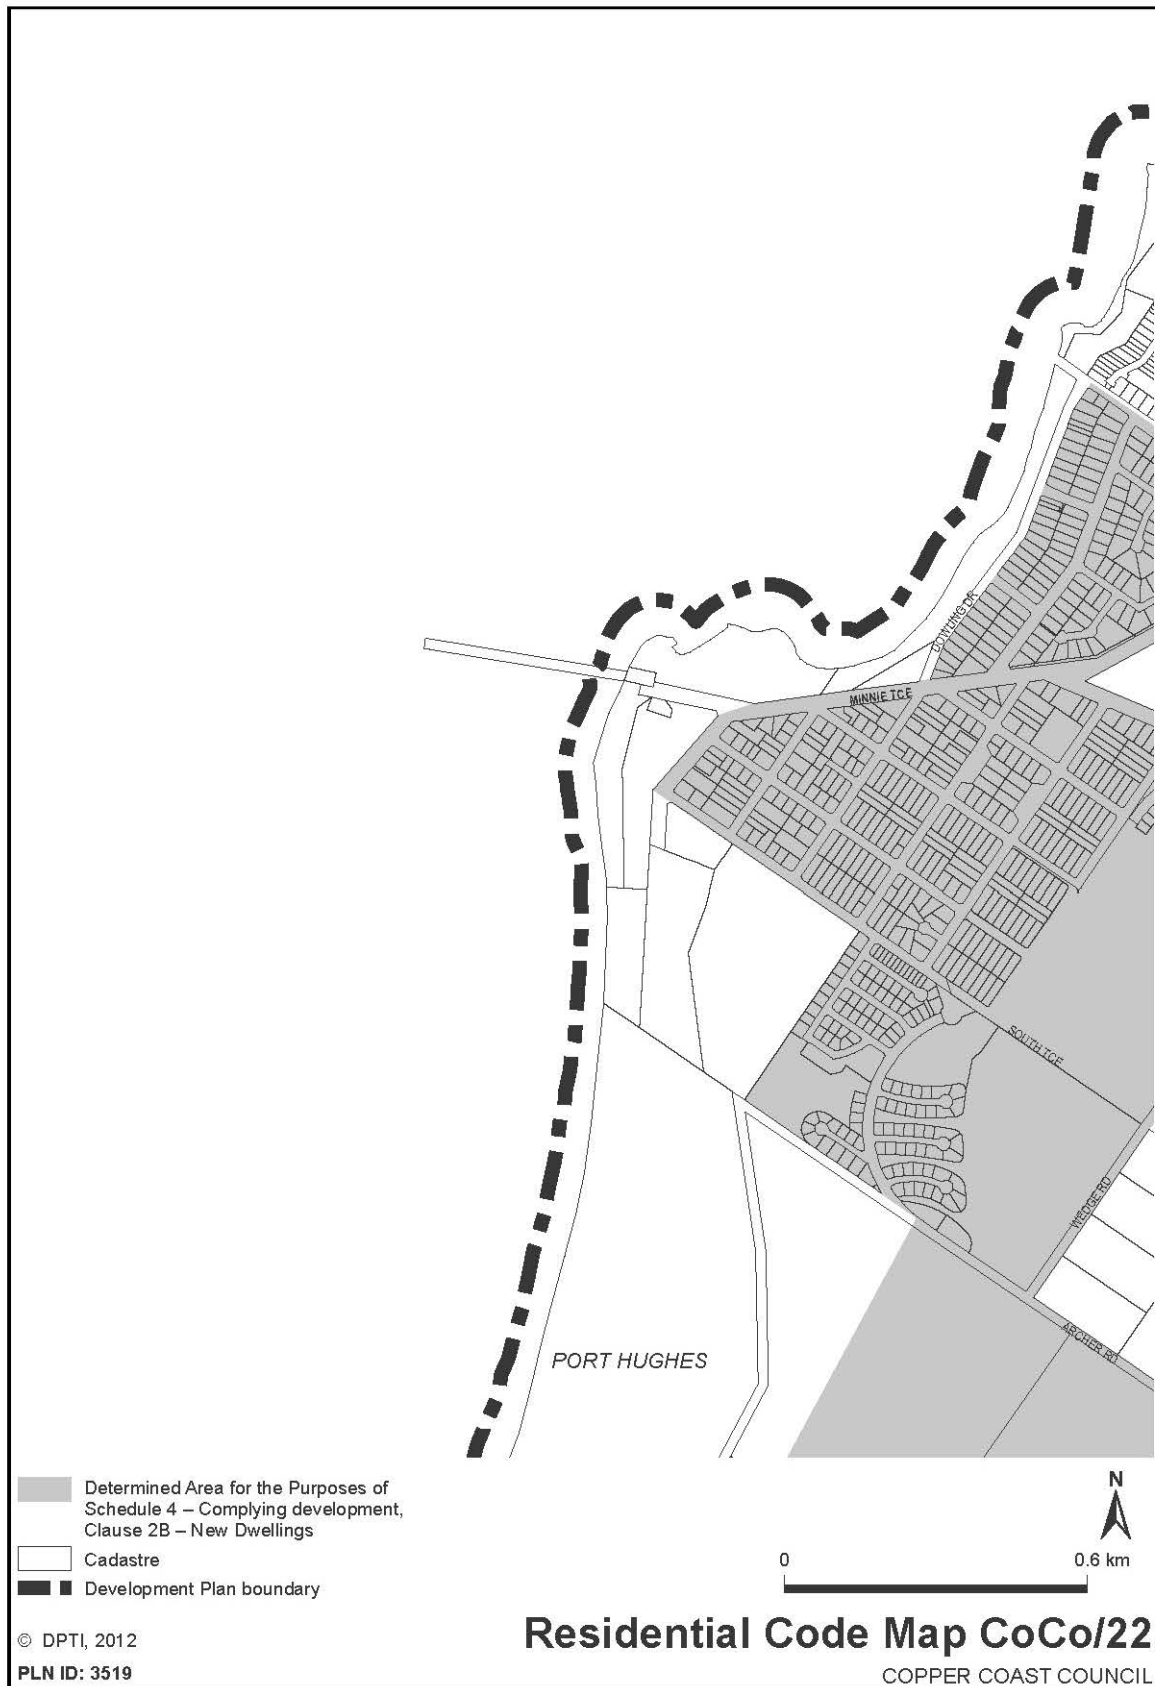 DOWLING DR
MINNIE TCE
SOUTH TCE
WEDGE RD
ARCHER RD
PORT HUGHES
Determined Area for the Purposes of
Schedule 4 – Complying development,
Clause 2B – New Dwellings
Cadastre
Development Plan boundary
N
0 0.6 km
© DPTI, 2012
PLN ID: 3519
Residential Code Map CoCo/22
COPPER COAST COUNCIL